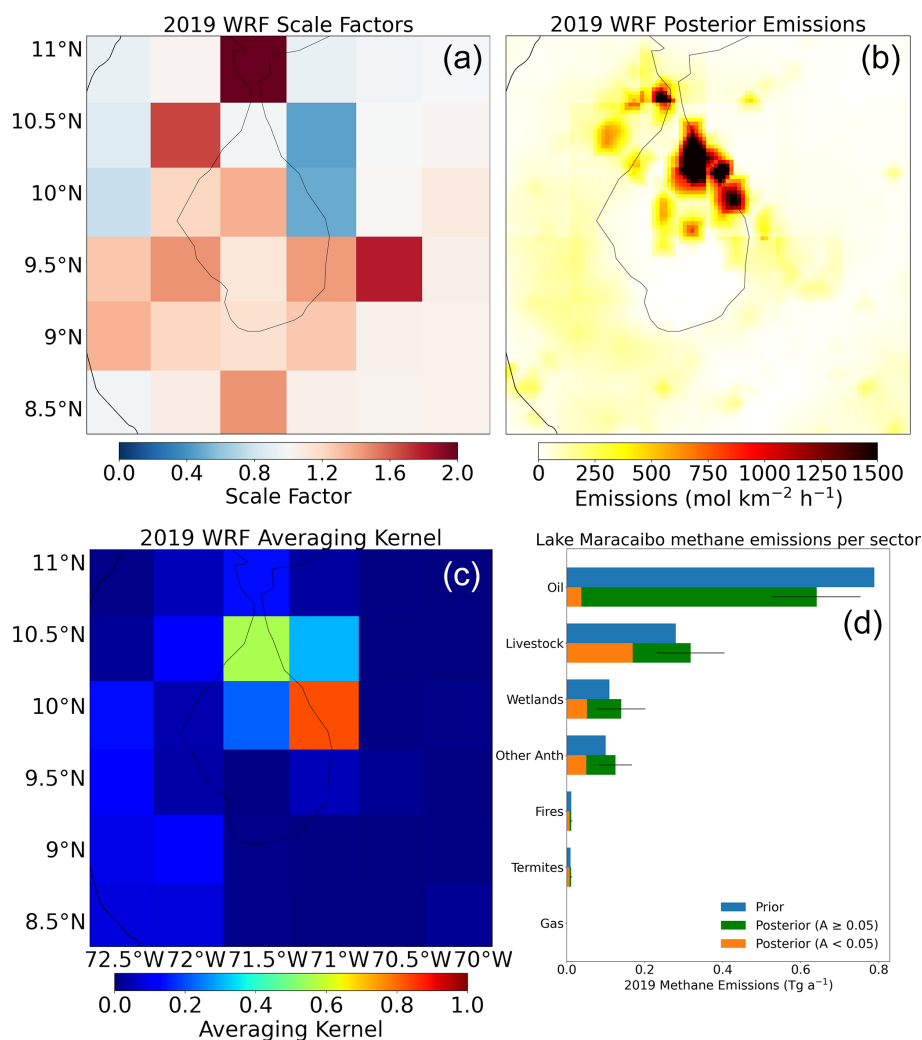 2019 WRF Scale Factors
(a)
11°N
10.5°N
10°N
9.5°N
9°N
8.5°N
0.0 0.4 0.8 1.2 1.6 2.0
Scale Factor
2019 WRF Posterior Emissions
(b)
0 250 500 750 1000 1250 1500
Emissions (mol km⁻² h⁻¹)
2019 WRF Averaging Kernel
(c)
11°N
10.5°N
10°N
9.5°N
9°N
8.5°N
72.5°W 72°W 71.5°W 71°W 70.5°W 70°W
0.0 0.2 0.4 0.6 0.8 1.0
Averaging Kernel
Lake Maracaibo methane emissions per sector
(d)
Oil
Livestock
Wetlands
Other Anth
Fires
Termites
Gas
Prior
Posterior (A ≥ 0.05)
Posterior (A < 0.05)
0.0 0.2 0.4 0.6 0.8
2019 Methane Emissions (Tg a⁻¹)